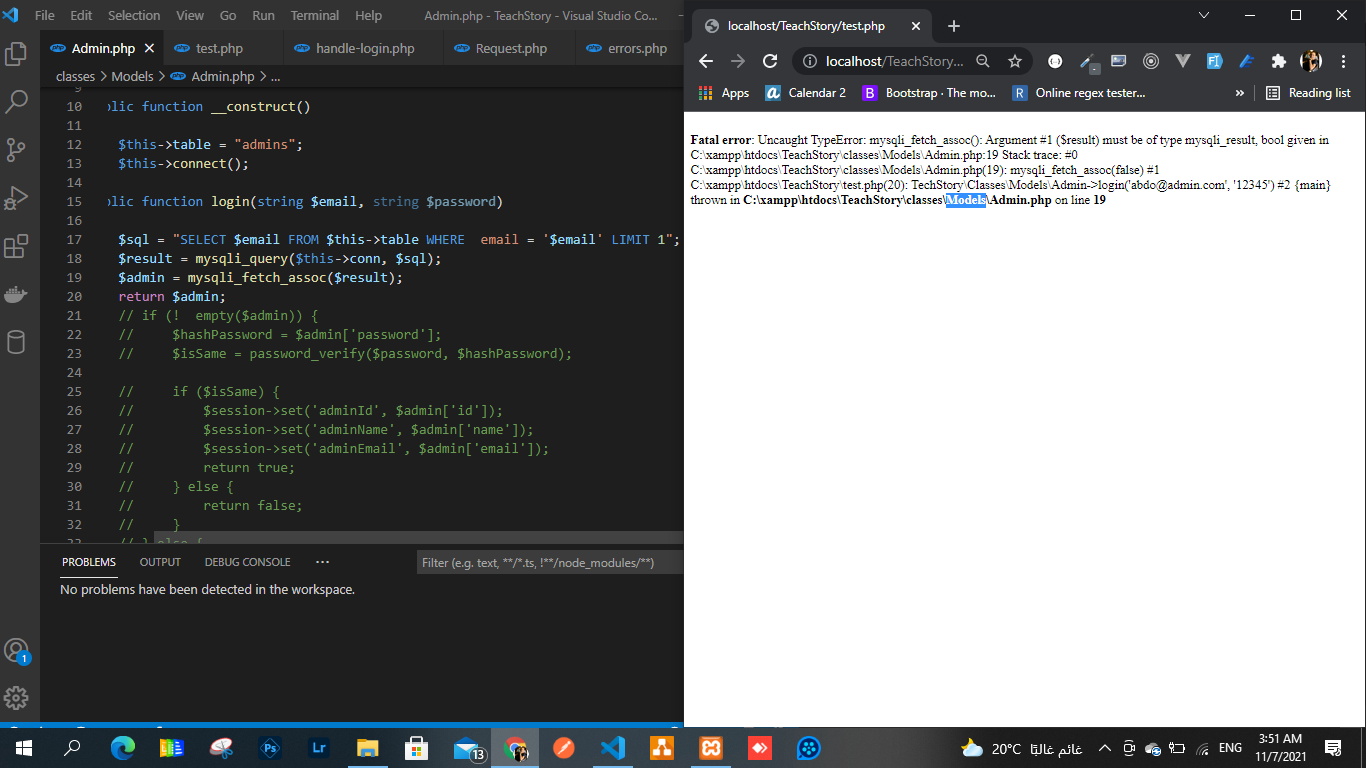 File Edit Selection View Go Run Terminal Help Admin.php - TeachStory - Visual Studio Co...
Admin.php test.php handle-login.php Request.php errors.php
classes > Models > Admin.php > ...
9
10 blic function __construct()
11
12 $this->table = "admins";
13 $this->connect();
14
15 blic function login(string $email, string $password)
16
17 $sql = "SELECT $email FROM $this->table WHERE  email = '$email' LIMIT 1";
18 $result = mysqli_query($this->conn, $sql);
19 $admin = mysqli_fetch_assoc($result);
20 return $admin;
21 // if (!  empty($admin)) {
22 //     $hashPassword = $admin['password'];
23 //     $isSame = password_verify($password, $hashPassword);
24
25 //     if ($isSame) {
26 //         $session->set('adminId', $admin['id']);
27 //         $session->set('adminName', $admin['name']);
28 //         $session->set('adminEmail', $admin['email']);
29 //         return true;
30 //     } else {
31 //         return false;
32 //     }
33 // } else {
PROBLEMS OUTPUT DEBUG CONSOLE ... Filter (e.g. text, **/*.ts, !**/node_modules/**)
No problems have been detected in the workspace.
1
localhost/TeachStory/test.php
localhost/TeachStory...
Apps Calendar 2 Bootstrap · The mo... Online regex tester... » Reading list
Fatal error: Uncaught TypeError: mysqli_fetch_assoc(): Argument #1 ($result) must be of type mysqli_result, bool given in
C:\xampp\htdocs\TeachStory\classes\Models\Admin.php:19 Stack trace: #0
C:\xampp\htdocs\TeachStory\classes\Models\Admin.php(19): mysqli_fetch_assoc(false) #1
C:\xampp\htdocs\TeachStory\test.php(20): TechStory\Classes\Models\Admin->login('abdo@admin.com', '12345') #2 {main}
thrown in C:\xampp\htdocs\TeachStory\classes\Models\Admin.php on line 19
Ps Lr 13 20°C غائم غالبًا ENG 3:51 AM
11/7/2021